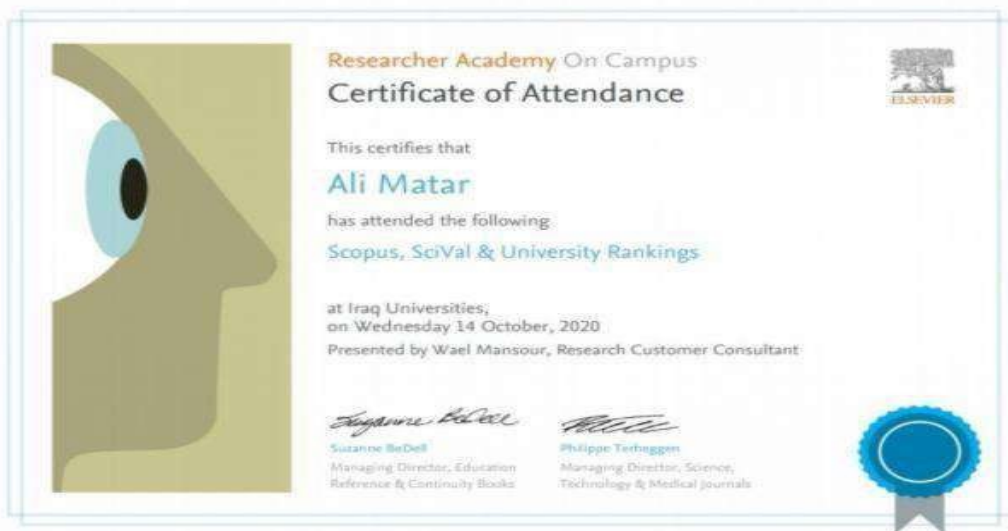 Researcher Academy On Campus
Certificate of Attendance
ELSEVIER
This certifies that
Ali Matar
has attended the following
Scopus, SciVal & University Rankings
at Iraq Universities,
on Wednesday 14 October, 2020
Presented by Wael Mansour, Research Customer Consultant
Suzanne BeDell
Suzanne BeDell
Managing Director, Education
Reference & Continuity Books
Philippe Terheggen
Managing Director, Science,
Technology & Medical Journals